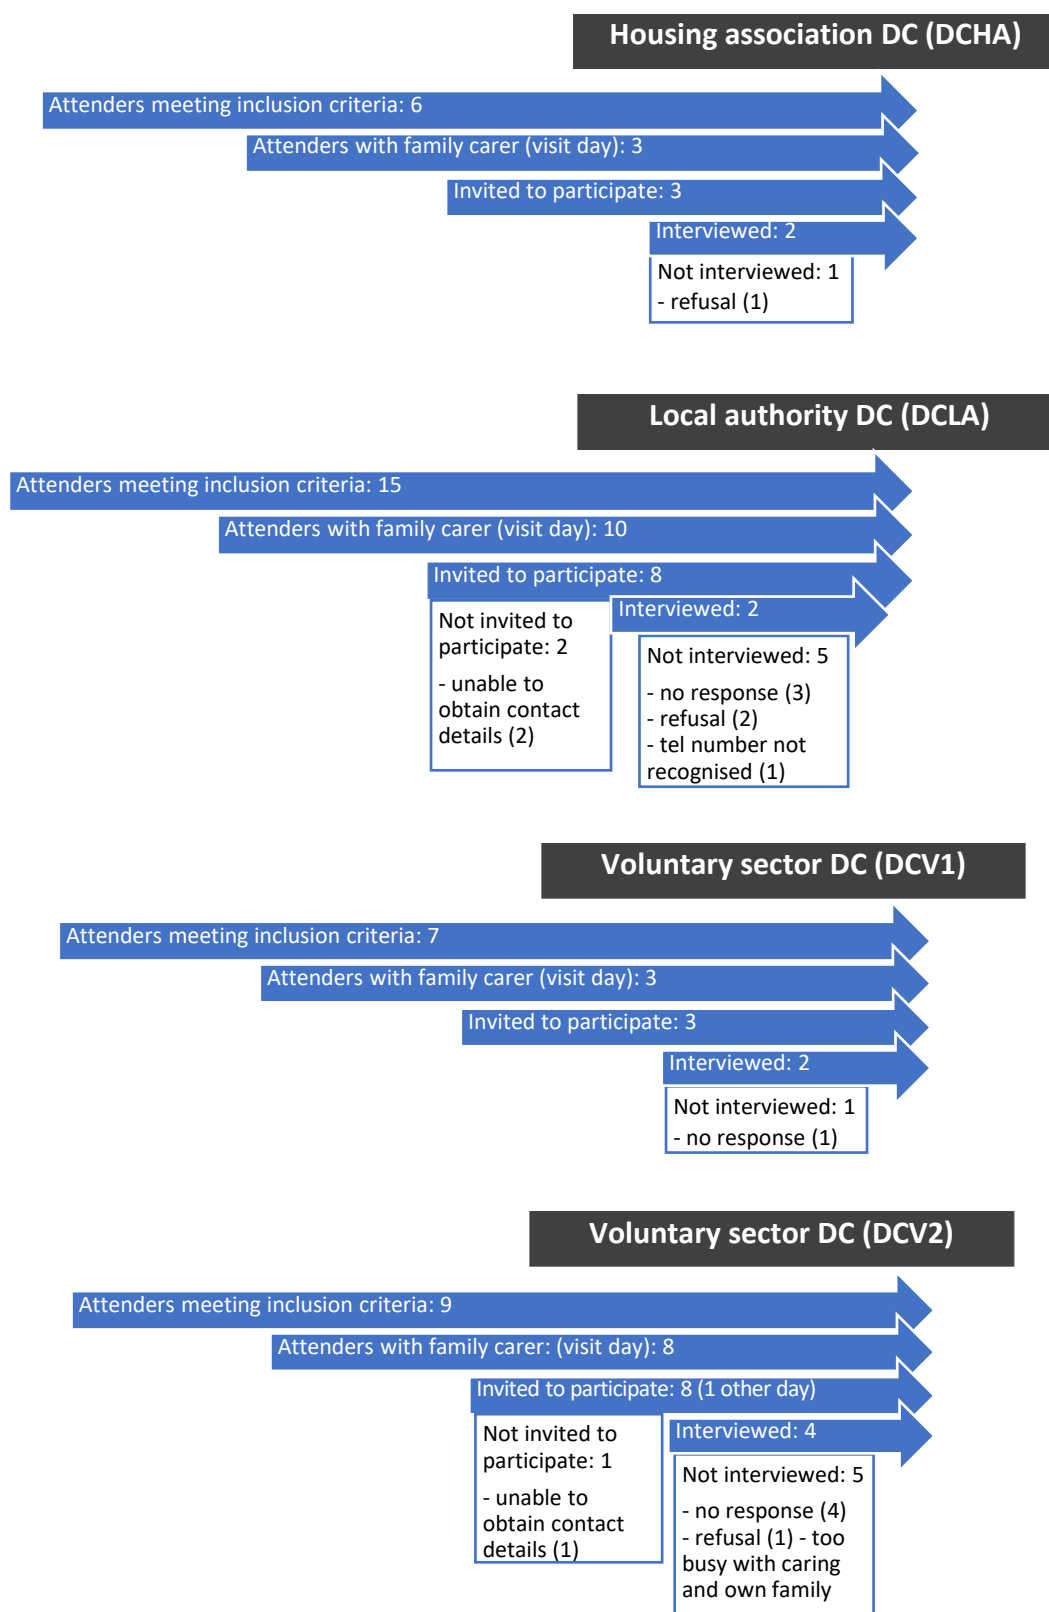 Housing association DC (DCHA)
Attenders meeting inclusion criteria: 6
Attenders with family carer (visit day): 3
Invited to participate: 3
Interviewed: 2
Not interviewed: 1
- refusal (1)
Local authority DC (DCLA)
Attenders meeting inclusion criteria: 15
Attenders with family carer (visit day): 10
Invited to participate: 8
Not invited to
participate: 2
- unable to
obtain contact
details (2)
Interviewed: 2
Not interviewed: 5
- no response (3)
- refusal (2)
- tel number not
recognised (1)
Voluntary sector DC (DCV1)
Attenders meeting inclusion criteria: 7
Attenders with family carer (visit day): 3
Invited to participate: 3
Interviewed: 2
Not interviewed: 1
- no response (1)
Voluntary sector DC (DCV2)
Attenders meeting inclusion criteria: 9
Attenders with family carer: (visit day): 8
Invited to participate: 8 (1 other day)
Not invited to
participate: 1
- unable to
obtain contact
details (1)
Interviewed: 4
Not interviewed: 5
- no response (4)
- refusal (1) - too
busy with caring
and own family